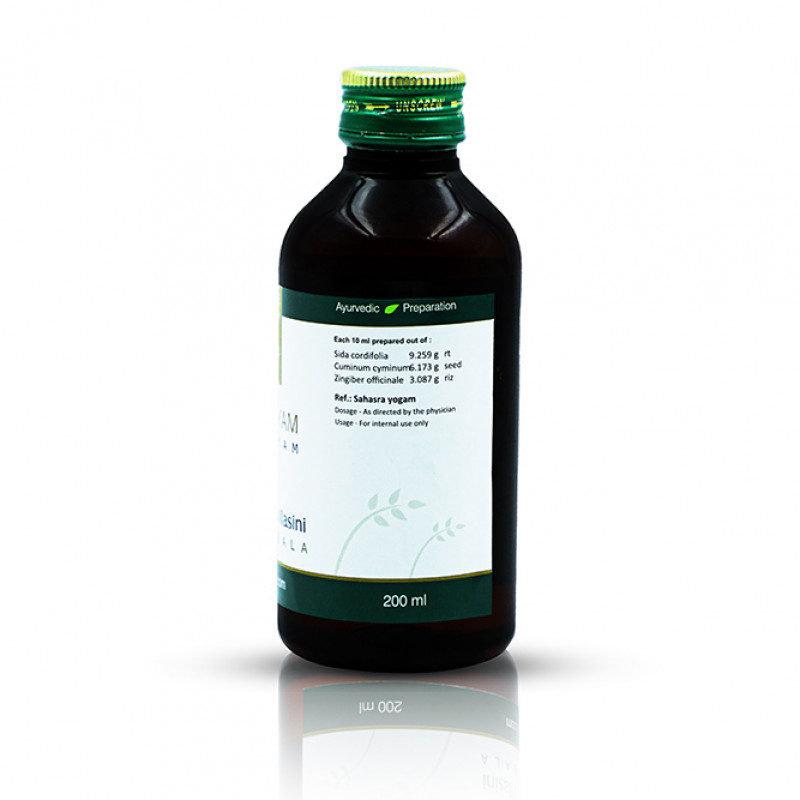 UNSCREW
Ayurvedic Preparation
Each 10 ml prepared out of :
Sida cordifolia 9.259 g rt
Cuminum cyminum 6.173 g seed
Zingiber officinale 3.087 g riz
Ref.: Sahasra yogam
Dosage - As directed by the physician
Usage - For internal use only
AM
A M
asini
A L A
com
200 ml